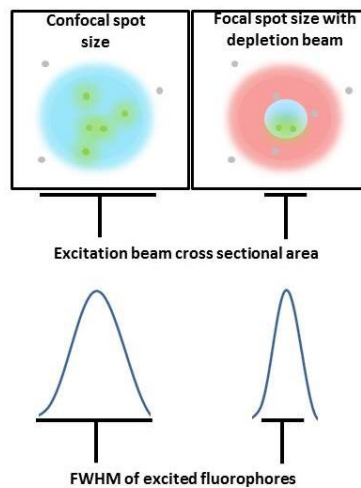 Confocal spot
size
Focal spot size with
depletion beam
Excitation beam cross sectional area
FWHM of excited fluorophores